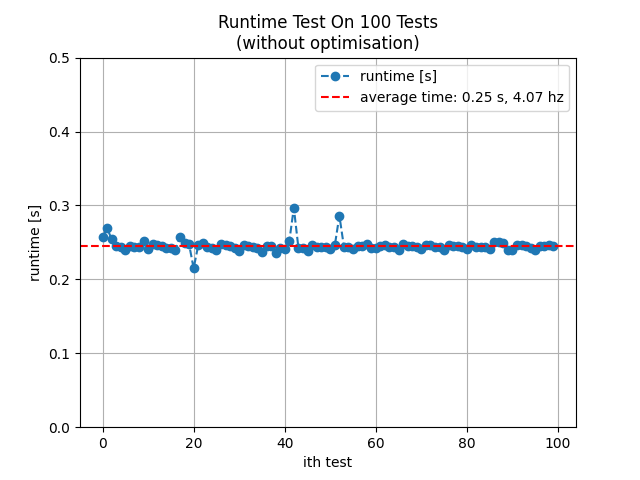 Runtime Test On 100 Tests
(without optimisation)
runtime [s]
average time: 0.25 s, 4.07 hz
0.5
0.4
0.3
0.2
0.1
0.0
runtime [s]
0 20 40 60 80 100
ith test